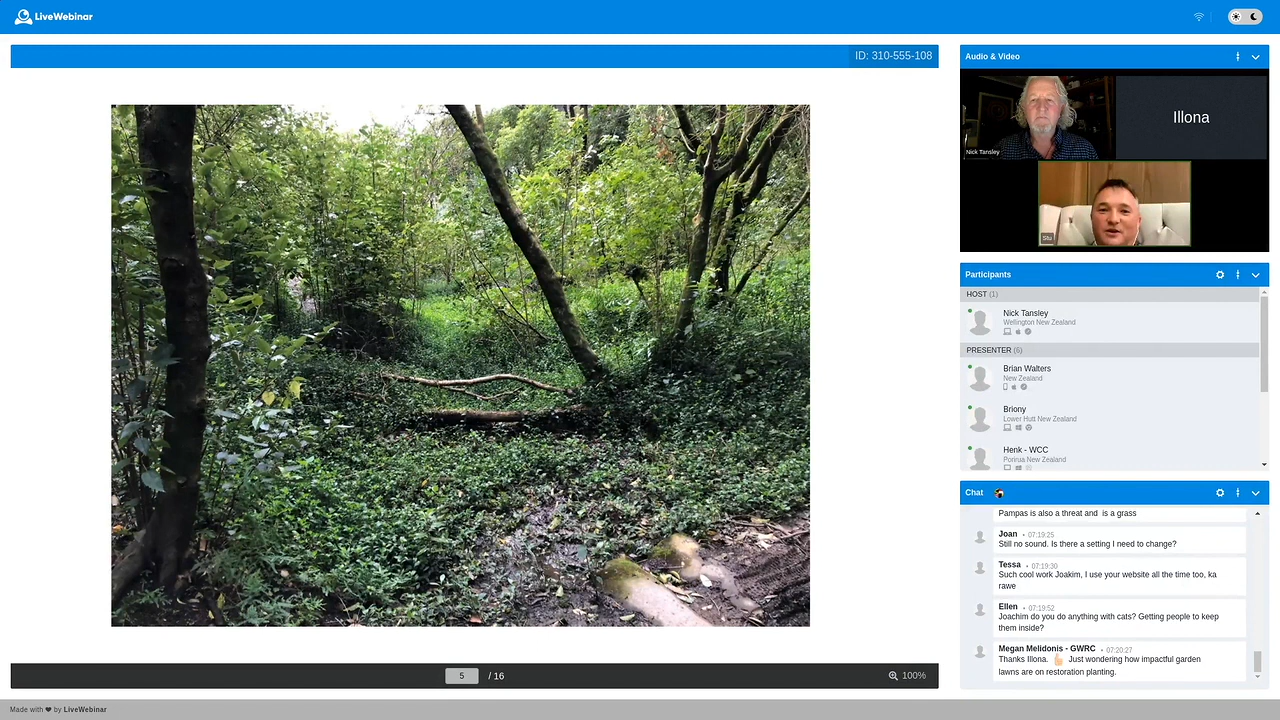 LiveWebinar
ID: 310-555-108
Audio & Video
Nick Tansley
Illona
Stu
Participants
HOST (1)
Nick Tansley
Wellington New Zealand
PRESENTER (6)
Brian Walters
New Zealand
Briony
Lower Hutt New Zealand
Henk - WCC
Porirua New Zealand
Chat
Pampas is also a threat and is a grass
Joan • 07:19:25
Still no sound. Is there a setting I need to change?
Tessa • 07:19:30
Such cool work Joakim, I use your website all the time too, ka
rawe
Ellen • 07:19:52
Joachim do you do anything with cats? Getting people to keep
them inside?
Megan Melidonis - GWRC • 07:20:27
Thanks Illona. 👍🏻 Just wondering how impactful garden
lawns are on restoration planting.
5 / 16
100%
Made with ❤ by LiveWebinar